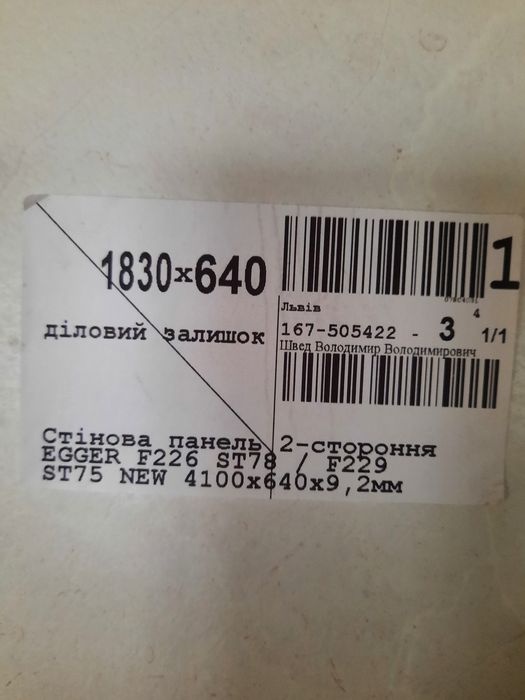 1830x640
1
Львів
4
діловий залишок
167-505422 - 3 1/1
Швед Володимир Володимирович
Стінова панель 2-стороння
EGGER F226 ST78 / F229
ST75 NEW 4100x640x9,2мм